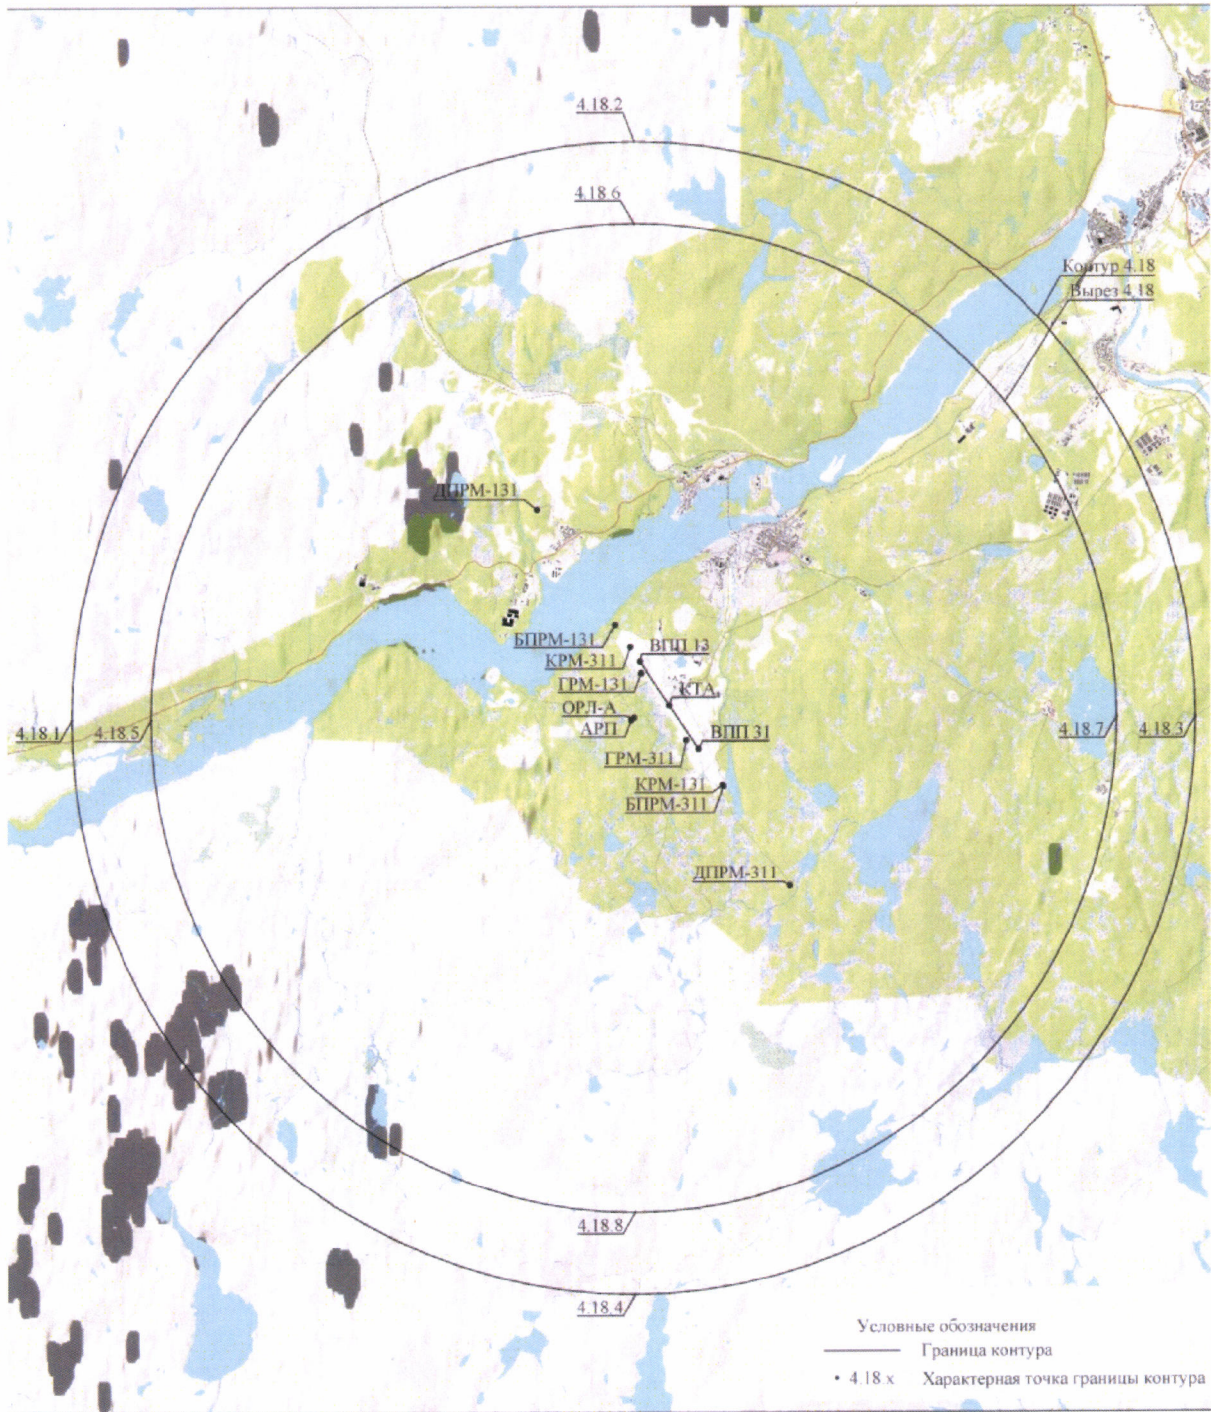 4.18.2
4.18.6
Контур 4.18
Вырез 4.18
ДПРМ-131
БПРМ-131
ВПП 13
КРМ-311
ГРМ-131
КТА
ОРЛ-А
АРП
4.18.1
4.18.5
4.18.7
4.18.3
ВПП 31
ГРМ-311
КРМ-131
БПРМ-311
ДПРМ-311
4.18.8
4.18.4
Условные обозначения
Граница контура
4.18.x Характерная точка границы контура